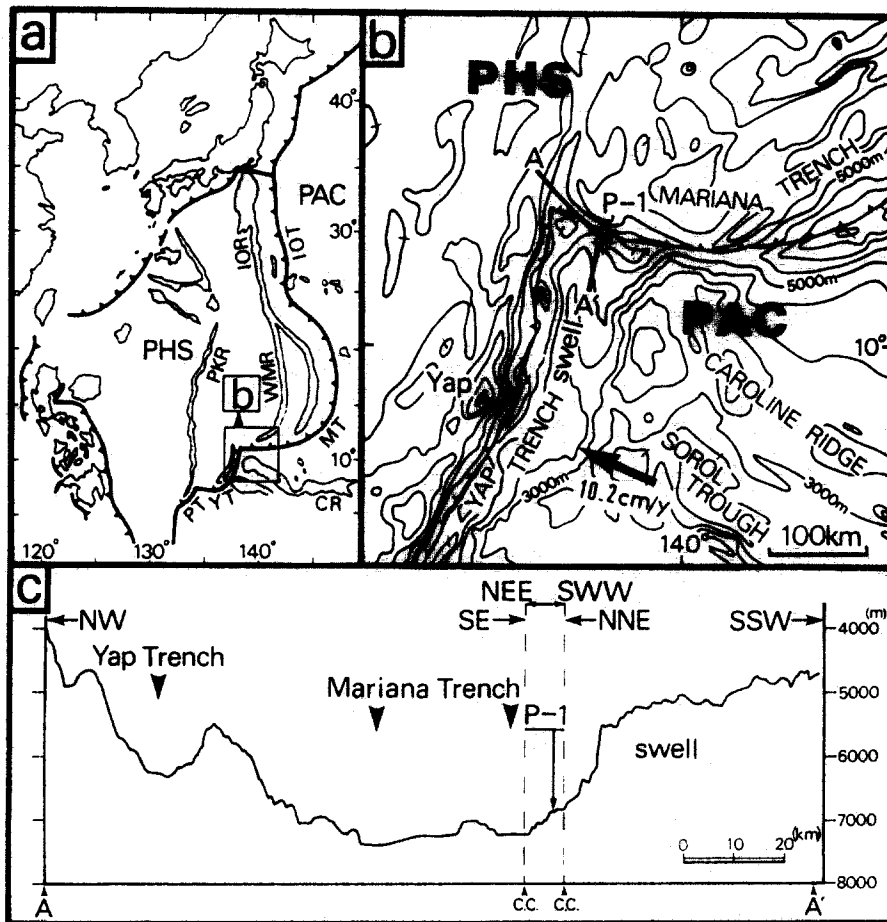 a
PAC
40°
30°
IOR
IOT
PHS
PKR
WMR
b
MT
10°
PT
YT
CR
120°
130°
140°
b
PHS
A
P-1
MARIANA TRENCH
5000m
5000m
A'
PAC
10°
Yap
YAP TRENCH
swell
CAROLINE RIDGE
SOROL TROUGH
3000m
10.2cm/y
3000m
140°
100km
c
NEE SWW
NW SE NNE SSW
(m)
4000
Yap Trench
Mariana Trench
5000
P-1
swell
6000
7000
0 10 20 (km)
8000
A C.C. C.C. A'